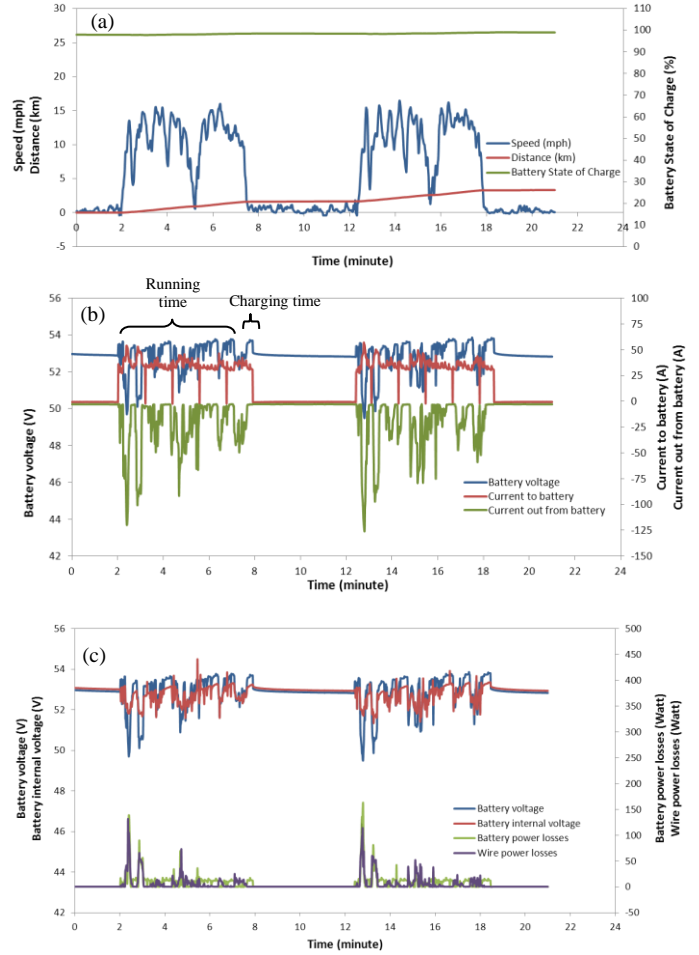 (a)
30
25
20
15
10
5
0
-5
Speed (mph)
Distance (km)
110
100
90
80
70
60
50
40
30
20
10
0
Battery State of Charge (%)
Speed (mph)
Distance (km)
Battery State of Charge
0 2 4 6 8 10 12 14 16 18 20 22 24
Time (minute)
(b)
Running
time
Charging time
56
54
52
50
48
46
44
42
Battery voltage (V)
100
75
50
25
0
-25
-50
-75
-100
-125
-150
Current to battery (A)
Current out from battery (A)
Battery voltage
Current to battery
Current out from battery
0 2 4 6 8 10 12 14 16 18 20 22 24
Time (minute)
(c)
56
54
52
50
48
46
44
42
Battery voltage (V)
Battery internal voltage (V)
500
450
400
350
300
250
200
150
100
50
0
-50
Battery power losses (Watt)
Wire power losses (Watt)
Battery voltage
Battery internal voltage
Battery power losses
Wire power losses
0 2 4 6 8 10 12 14 16 18 20 22 24
Time (minute)